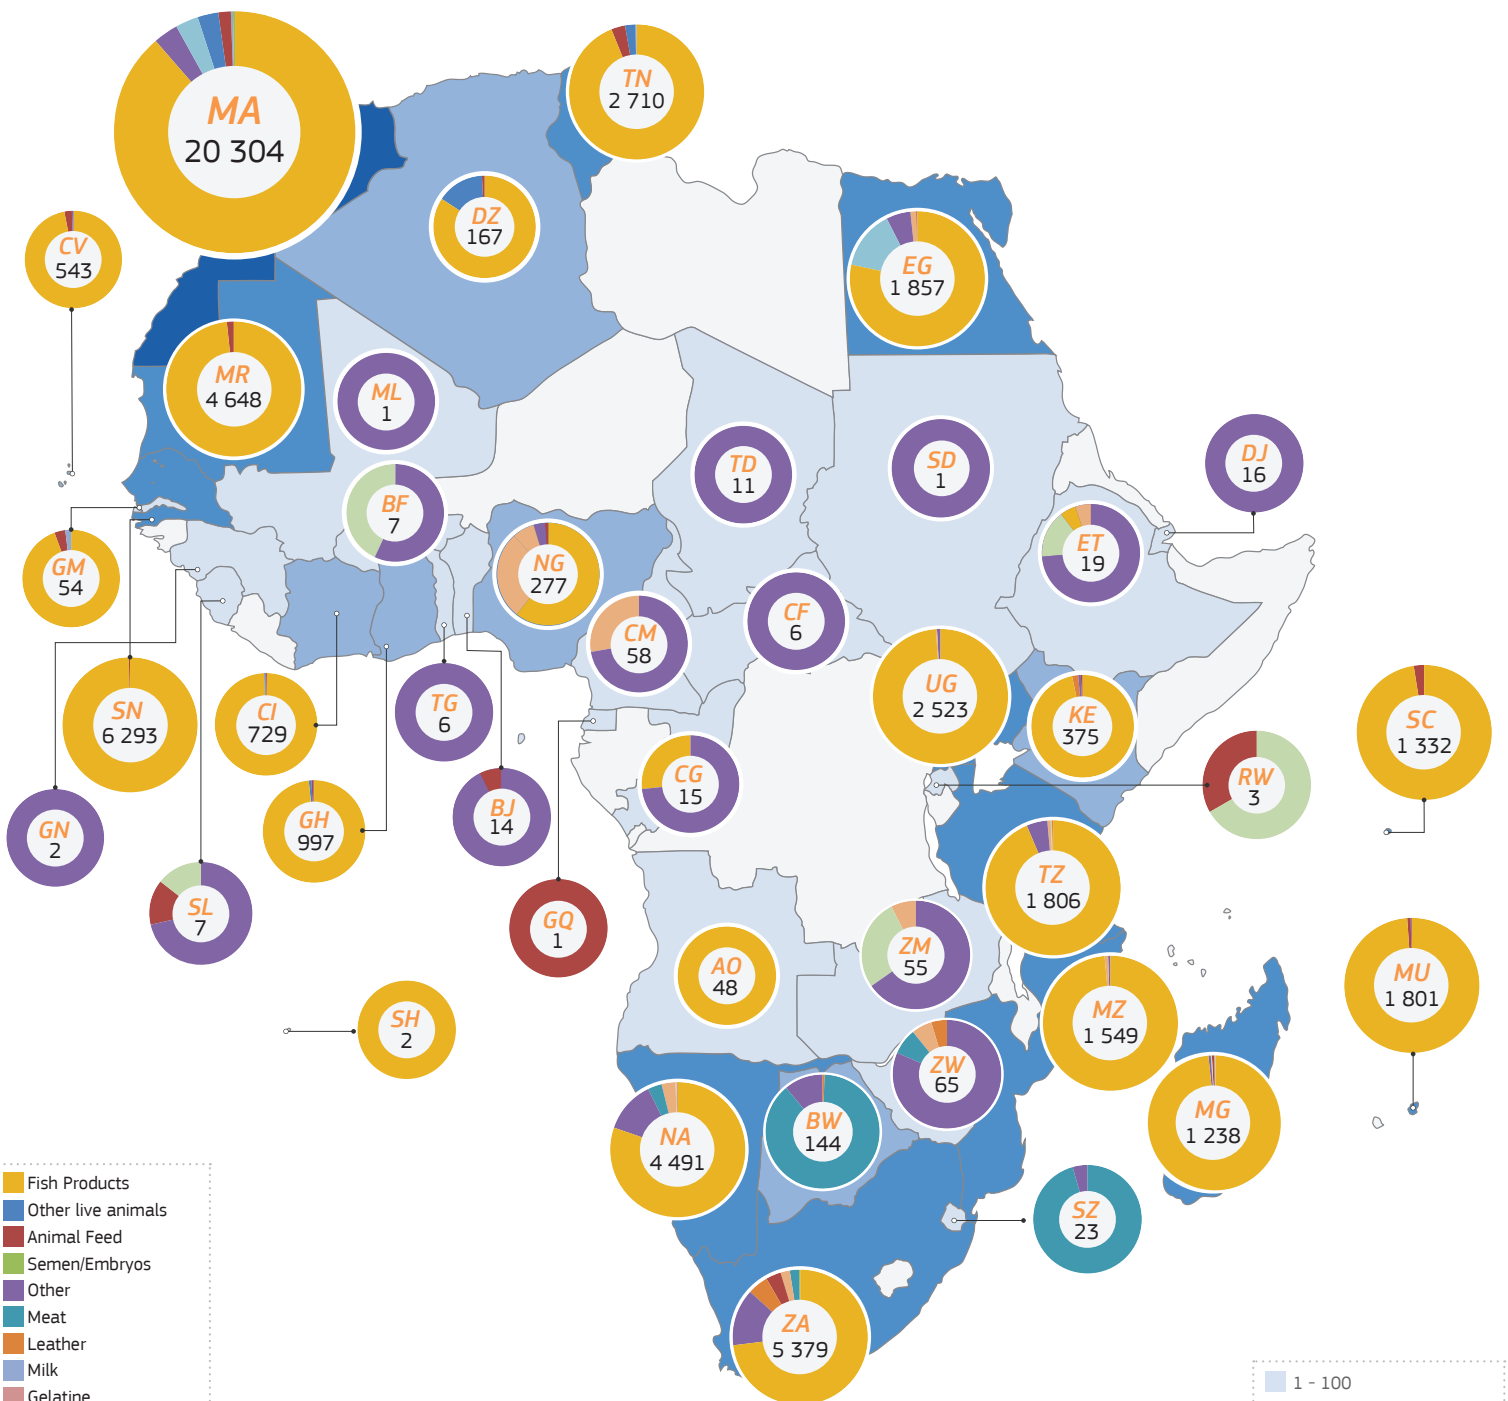 MA
20 304
TN
2 710
DZ
167
CV
543
EG
1 857
MR
4 648
ML
1
TD
11
SD
1
DJ
16
BF
7
NG
277
ET
19
GM
54
CM
58
CF
6
SN
6 293
CI
729
TG
6
UG
2 523
KE
375
SC
1 332
CG
15
RW
3
GN
2
GH
997
BJ
14
SL
7
GQ
1
TZ
1 806
ZM
55
AO
48
SH
2
MZ
1 549
MU
1 801
ZW
65
NA
4 491
BW
144
MG
1 238
SZ
23
ZA
5 379
Fish Products
Other live animals
Animal Feed
Semen/Embryos
Other
Meat
Leather
Milk
Gelatine
1 - 100